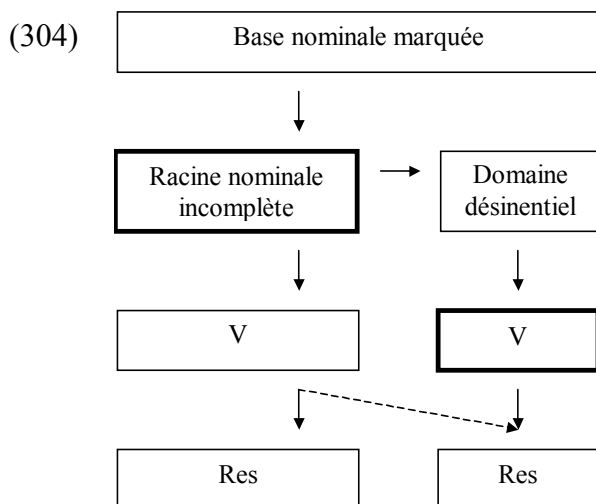 (304)
Base nominale marquée
Racine nominale
incomplète
Domaine
désinentiel
V
V
Res
Res